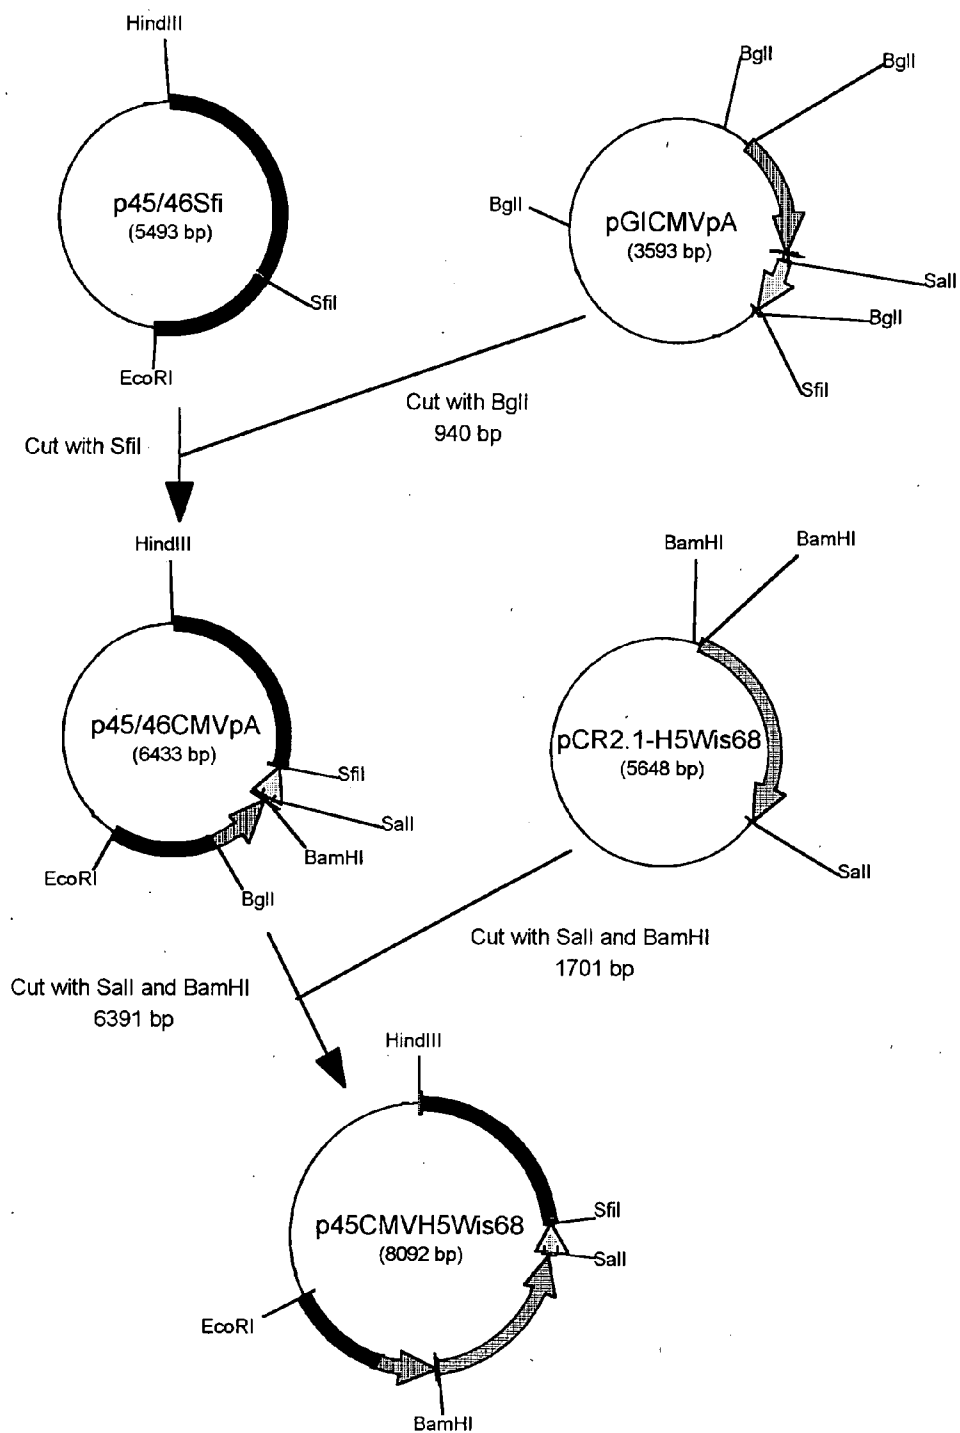 HindIII
BglI
BglI
p45/46Sfi
(5493 bp)
BglI
pGICMVpA
(3593 bp)
SfiI
SalI
BglI
EcoRI
SfiI
Cut with BglI
940 bp
Cut with SfiI
HindIII
BamHI
BamHI
p45/46CMVpA
(6433 bp)
SfiI
pCR2.1-H5Wis68
(5648 bp)
SalI
BamHI
EcoRI
BglI
SalI
Cut with SalI and BamHI
1701 bp
Cut with SalI and BamHI
6391 bp
HindIII
p45CMVH5Wis68
(8092 bp)
SfiI
SalI
EcoRI
BamHI